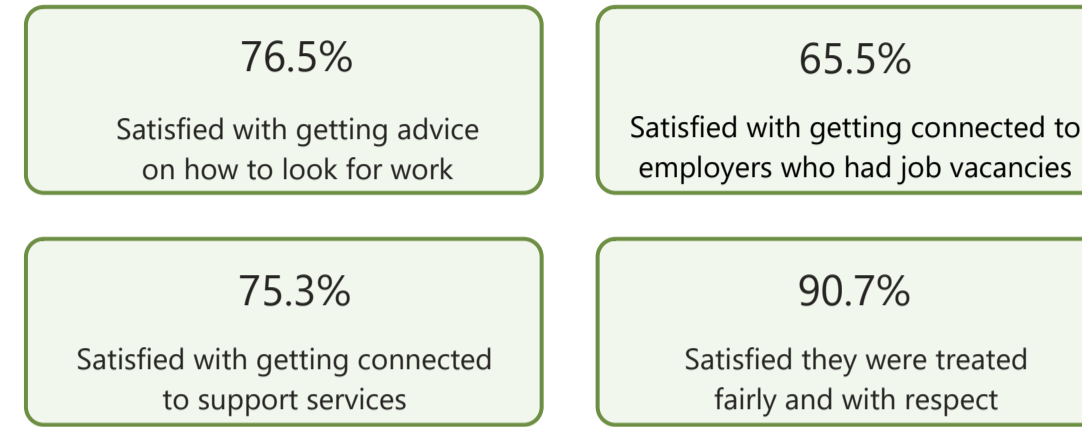 76.5%
Satisfied with getting advice
on how to look for work
65.5%
Satisfied with getting connected to
employers who had job vacancies
75.3%
Satisfied with getting connected
to support services
90.7%
Satisfied they were treated
fairly and with respect